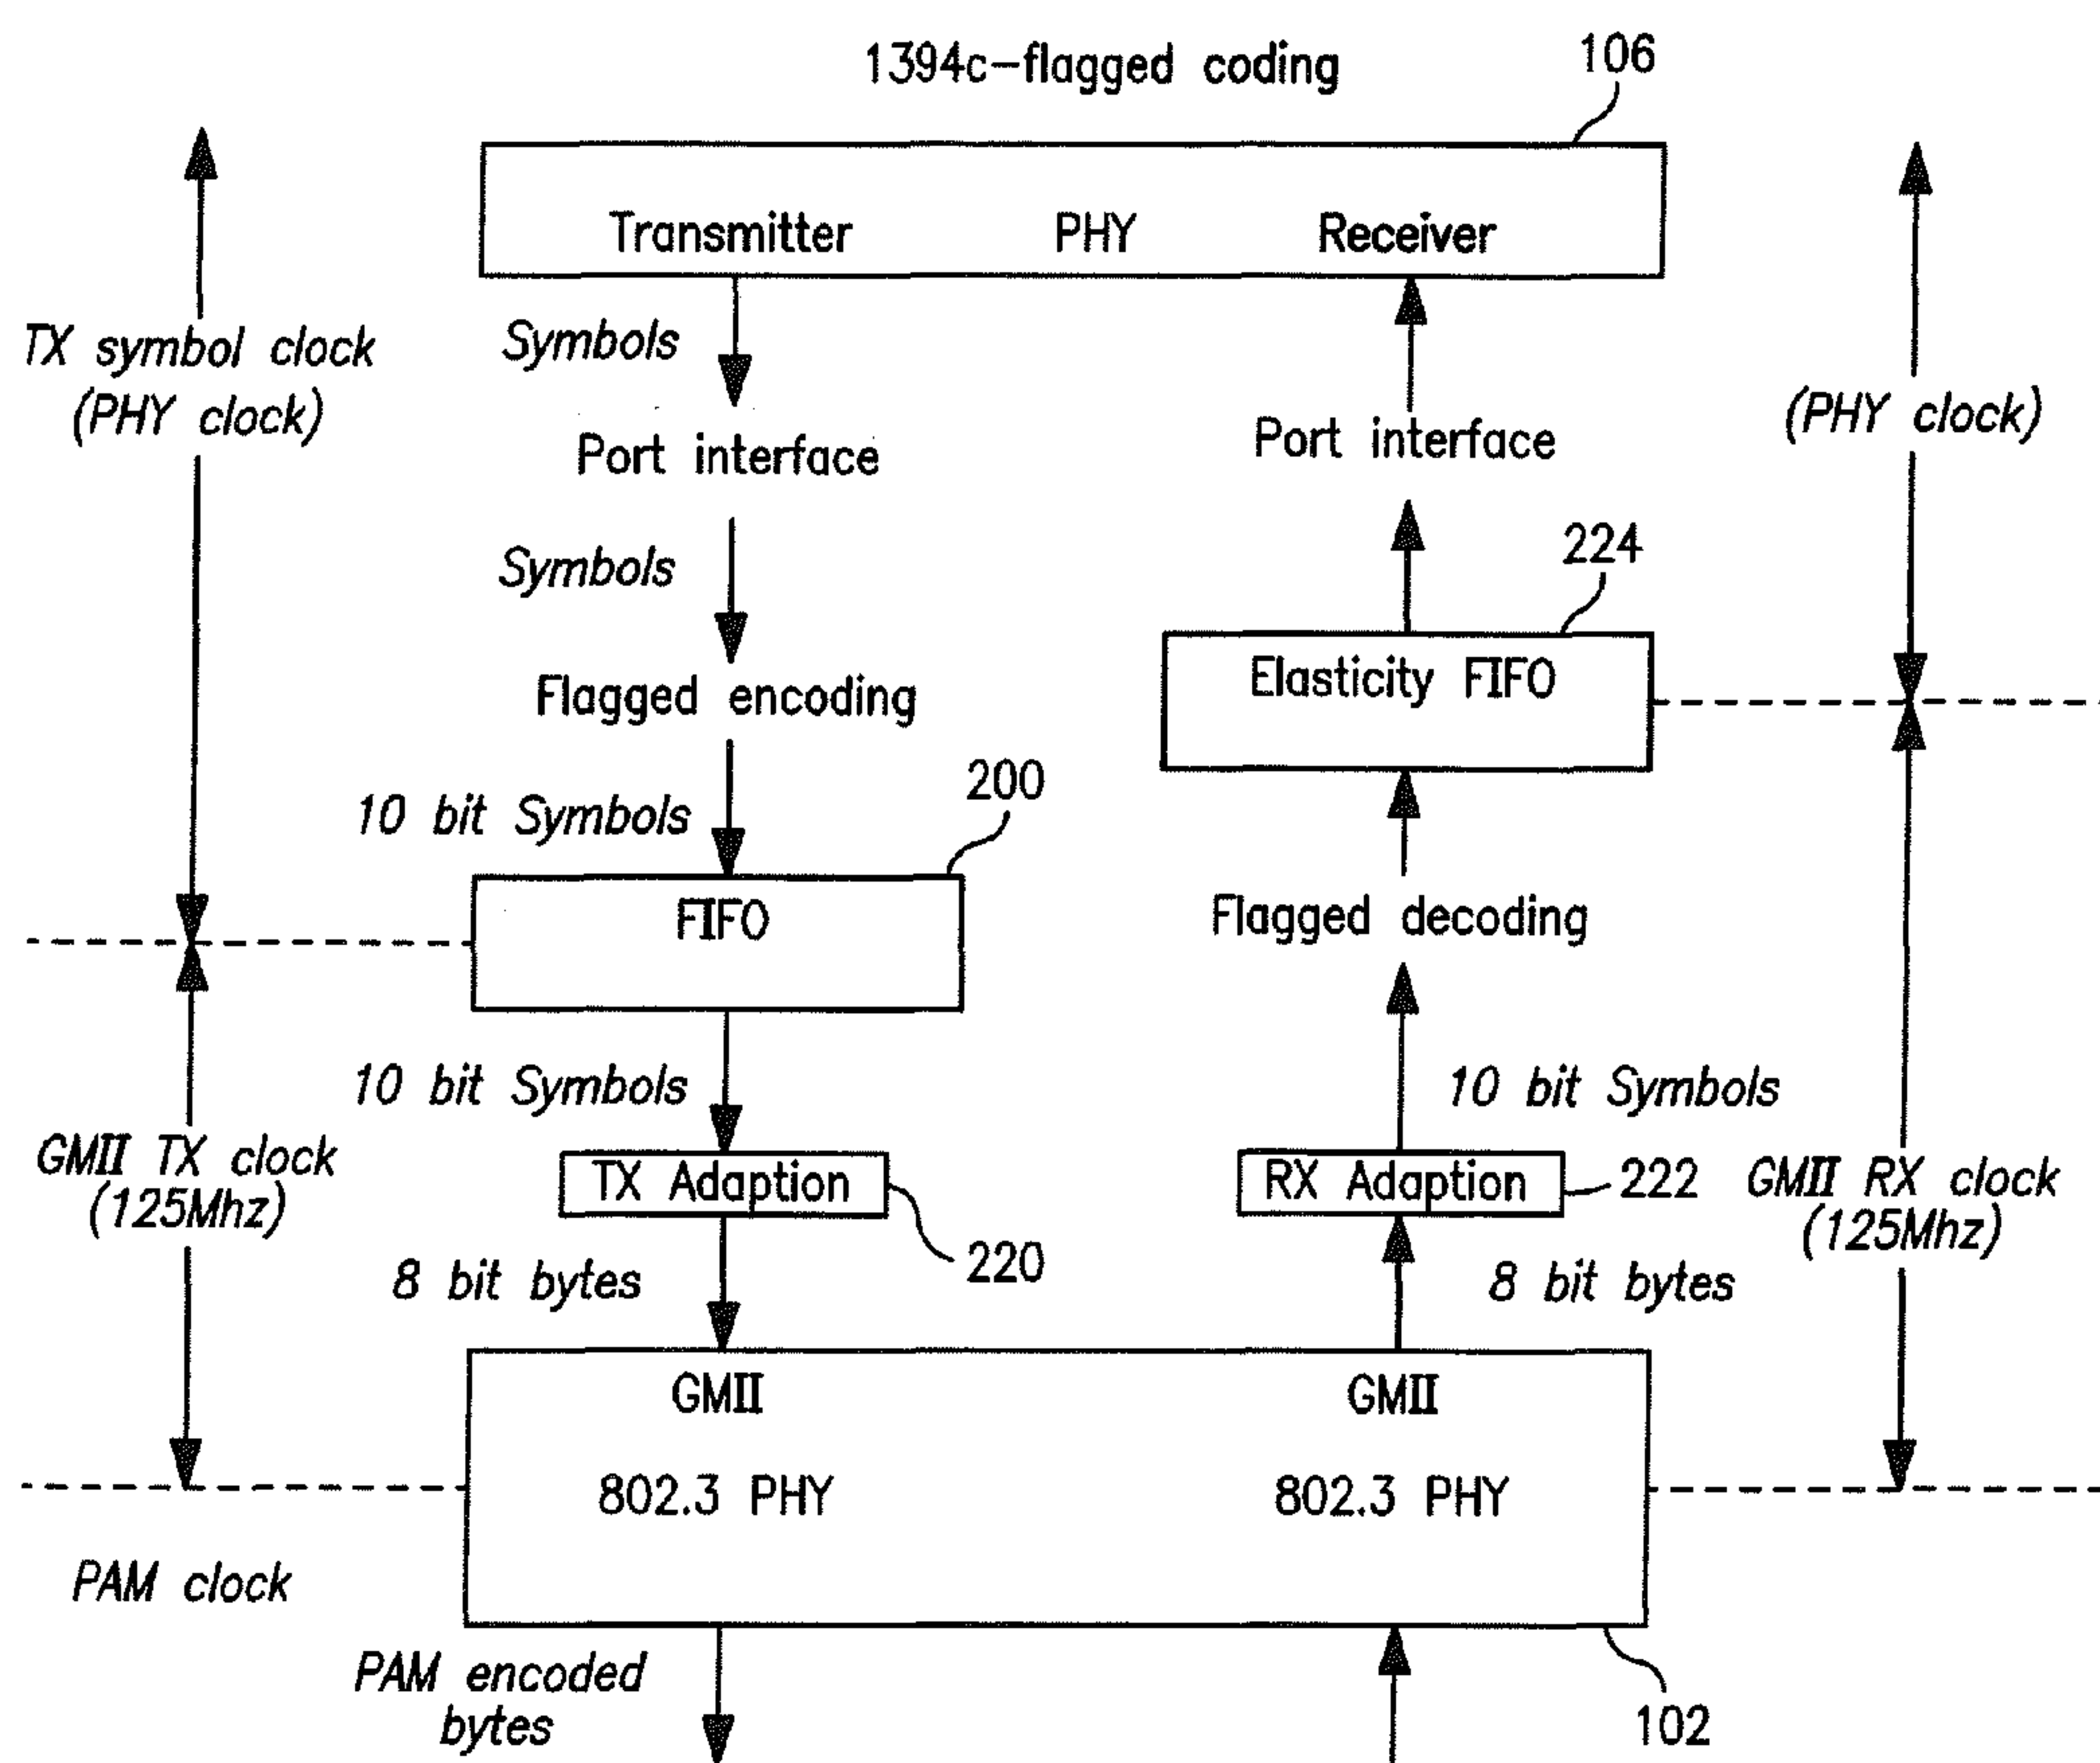 1394c-flagged coding
106
Transmitter PHY Receiver
TX symbol clock
(PHY clock)
Symbols
Port interface
Symbols
Flagged encoding
10 bit Symbols
200
FIFO
10 bit Symbols
GMII TX clock
(125Mhz)
TX Adaption
220
8 bit bytes
(PHY clock)
Port interface
224
Elasticity FIFO
Flagged decoding
10 bit Symbols
RX Adaption
222
GMII RX clock
(125Mhz)
8 bit bytes
GMII GMII
802.3 PHY 802.3 PHY
PAM clock
PAM encoded
bytes
102